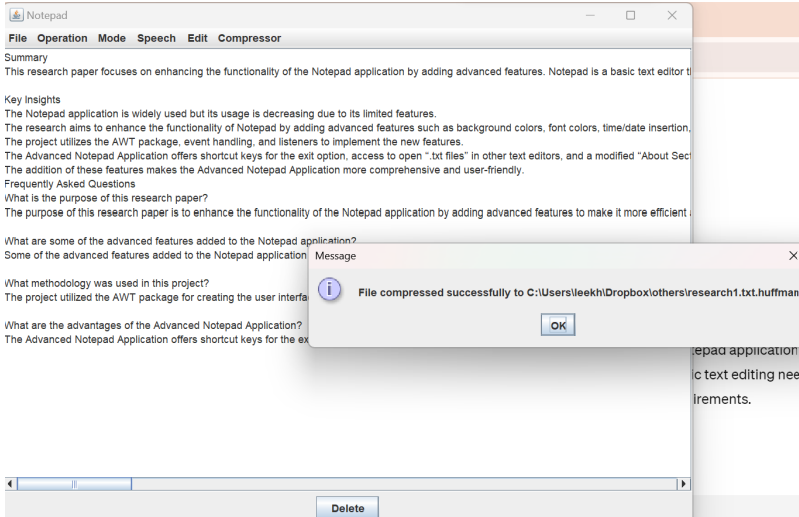 Notepad
File Operation Mode Speech Edit Compressor
Summary
This research paper focuses on enhancing the functionality of the Notepad application by adding advanced features. Notepad is a basic text editor
Key Insights
The Notepad application is widely used but its usage is decreasing due to its limited features.
The research aims to enhance the functionality of Notepad by adding advanced features such as background colors, font colors, time/date insertion,
The project utilizes the AWT package, event handling, and listeners to implement the new features.
The Advanced Notepad Application offers shortcut keys for the exit option, access to open ".txt files" in other text editors, and a modified "About Sect
The addition of these features makes the Advanced Notepad Application more comprehensive and user-friendly.
Frequently Asked Questions
What is the purpose of this research paper?
The purpose of this research paper is to enhance the functionality of the Notepad application by adding advanced features to make it more efficient
What are some of the advanced features added to the Notepad application?
Some of the advanced features added to the Notepad application
What methodology was used in this project?
The project utilized the AWT package for creating the user interfa
What are the advantages of the Advanced Notepad Application?
The Advanced Notepad Application offers shortcut keys for the ex
Message
File compressed successfully to C:\Users\leekh\Dropbox\others\research1.txt.huffman
OK
epad application
ic text editing nee
irements.
Delete